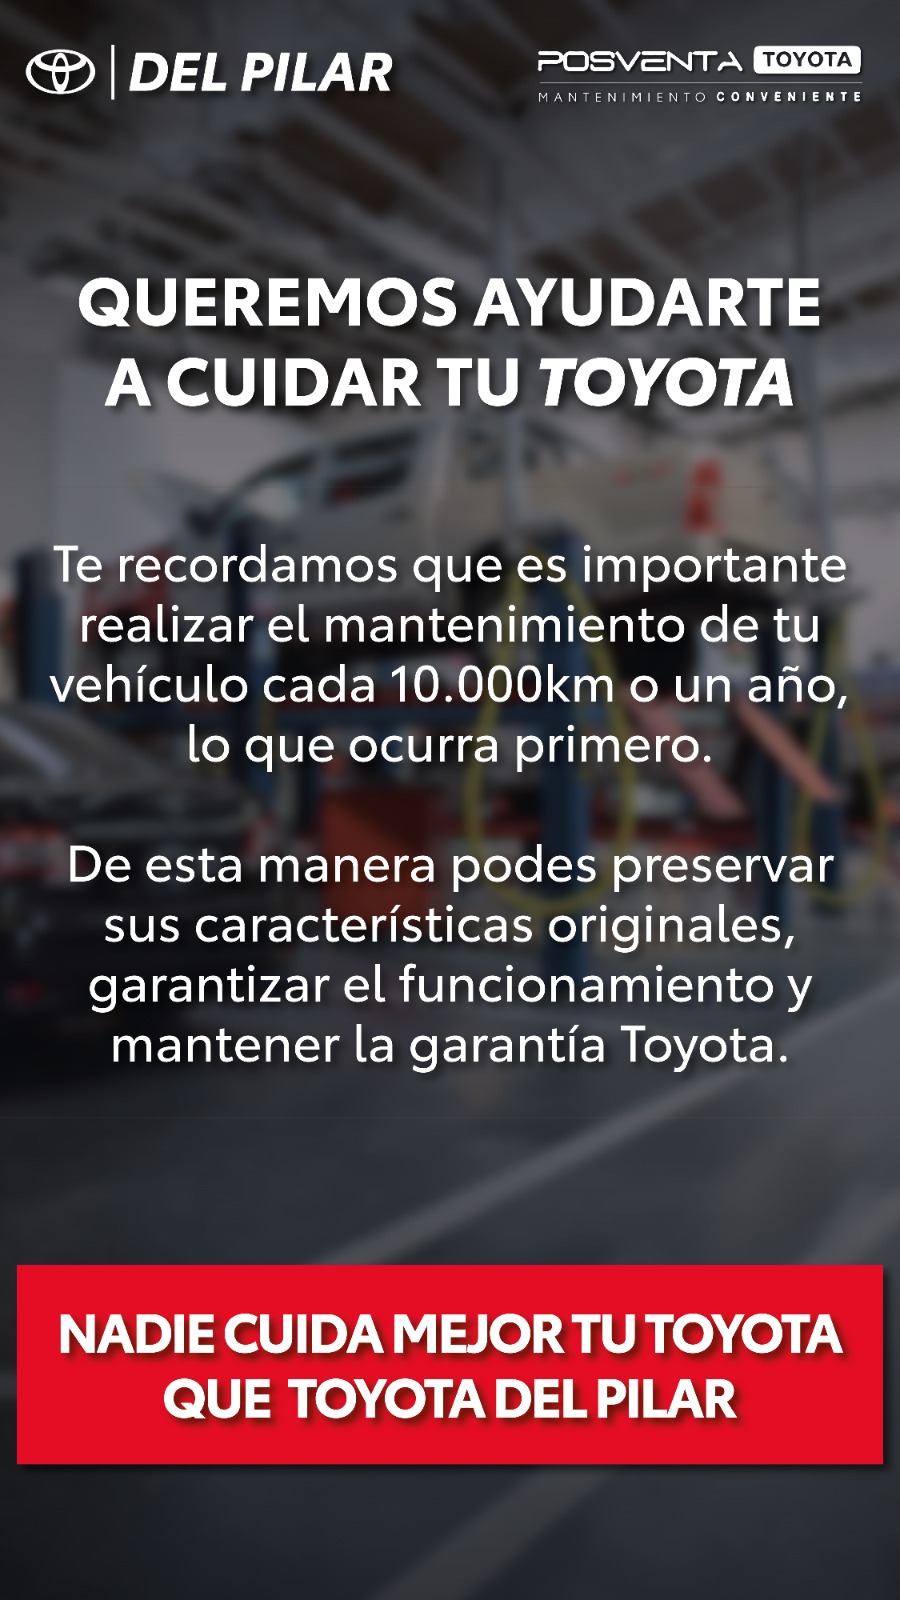 DEL PILAR
POSVENTA TOYOTA
MANTENIMIENTO CONVENIENTE
QUEREMOS AYUDARTE
A CUIDAR TU TOYOTA
Te recordamos que es importante
realizar el mantenimiento de tu
vehículo cada 10.000km o un año,
lo que ocurra primero.
De esta manera podes preservar
sus características originales,
garantizar el funcionamiento y
mantener la garantía Toyota.
NADIE CUIDA MEJOR TU TOYOTA
QUE TOYOTA DEL PILAR